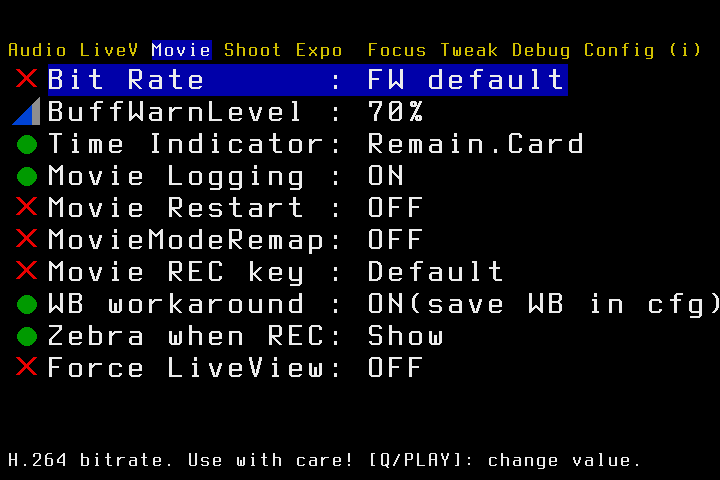 Audio LiveV Movie Shoot Expo Focus Tweak Debug Config (i)
Bit Rate : FW default
BuffWarnLevel : 70%
Time Indicator: Remain.Card
Movie Logging : ON
Movie Restart : OFF
MovieModeRemap: OFF
Movie REC key : Default
WB workaround : ON(save WB in cfg)
Zebra when REC: Show
Force LiveView: OFF
H.264 bitrate. Use with care! [Q/PLAY]: change value.